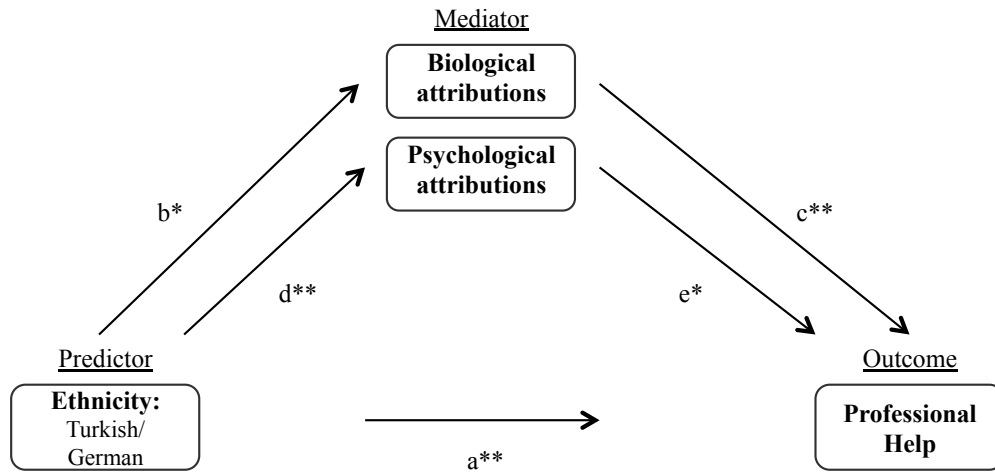 Mediator
Biological
attributions
Psychological
attributions
b*
c**
d**
e*
Predictor
Outcome
Ethnicity:
Turkish/
German
Professional
Help
a**